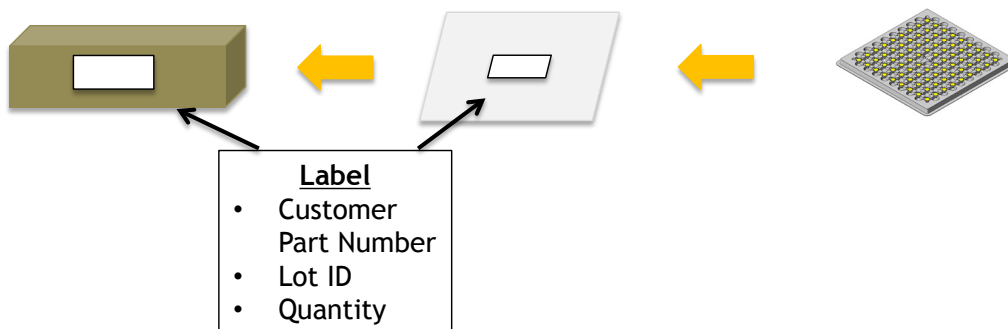 Label
• Customer
Part Number
• Lot ID
• Quantity